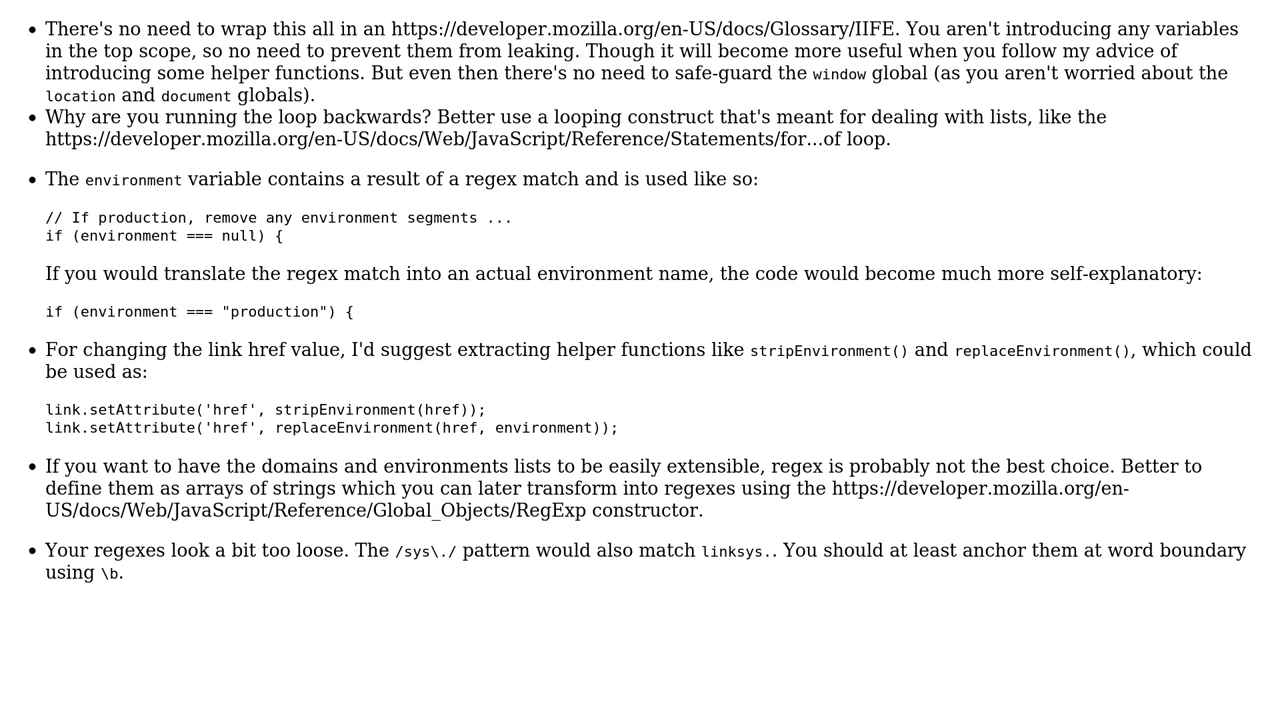 • There's no need to wrap this all in an https://developer.mozilla.org/en-US/docs/Glossary/IIFE. You aren't introducing any variables
in the top scope, so no need to prevent them from leaking. Though it will become more useful when you follow my advice of
introducing some helper functions. But even then there's no need to safe-guard the window global (as you aren't worried about the
location and document globals).
• Why are you running the loop backwards? Better use a looping construct that's meant for dealing with lists, like the
https://developer.mozilla.org/en-US/docs/Web/JavaScript/Reference/Statements/for...of loop.
• The environment variable contains a result of a regex match and is used like so:
// If production, remove any environment segments ...
if (environment === null) {
If you would translate the regex match into an actual environment name, the code would become much more self-explanatory:
if (environment === "production") {
• For changing the link href value, I'd suggest extracting helper functions like stripEnvironment() and replaceEnvironment(), which could
be used as:
link.setAttribute('href', stripEnvironment(href));
link.setAttribute('href', replaceEnvironment(href, environment));
• If you want to have the domains and environments lists to be easily extensible, regex is probably not the best choice. Better to
define them as arrays of strings which you can later transform into regexes using the https://developer.mozilla.org/en-
US/docs/Web/JavaScript/Reference/Global_Objects/RegExp constructor.
• Your regexes look a bit too loose. The /sys\./ pattern would also match linksys.. You should at least anchor them at word boundary
using \b.